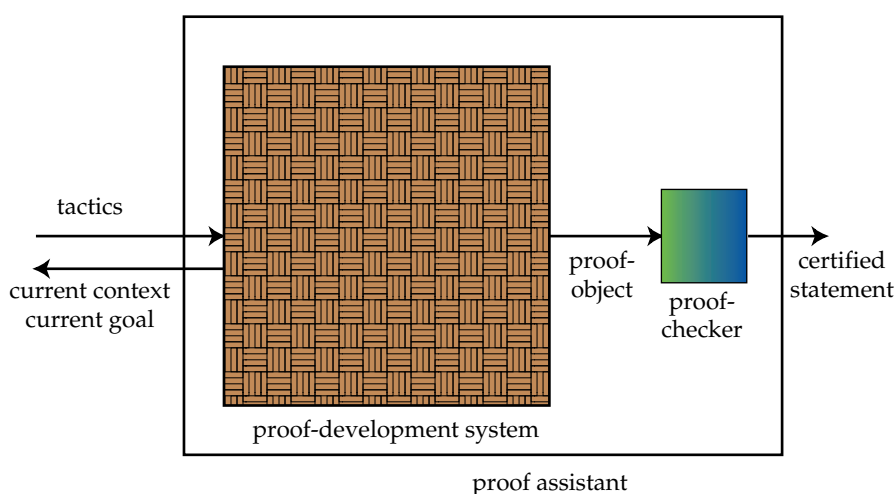 tactics
current context
current goal
proof-
object
proof-
checker
certified
statement
proof-development system
proof assistant